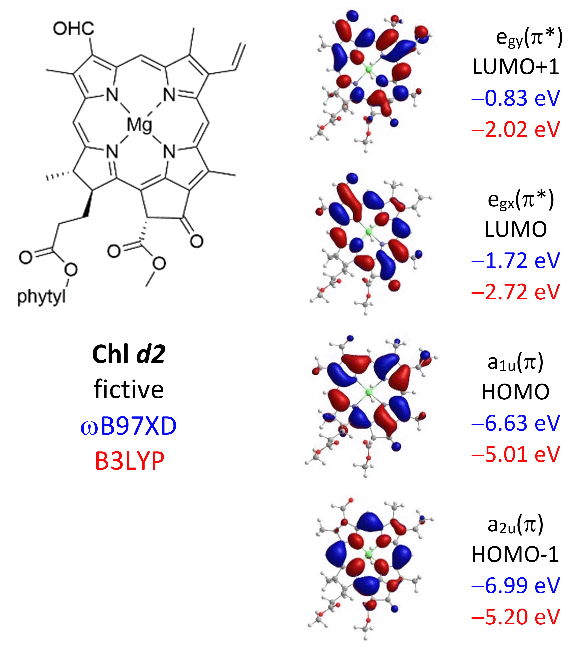 OHC
N
N
Mg
N
N
O
O
O
O
O
phytyl
Chl d2
fictive
ωB97XD
B3LYP
egy(π*)
LUMO+1
−0.83 eV
−2.02 eV
egx(π*)
LUMO
−1.72 eV
−2.72 eV
a1u(π)
HOMO
−6.63 eV
−5.01 eV
a2u(π)
HOMO-1
−6.99 eV
−5.20 eV